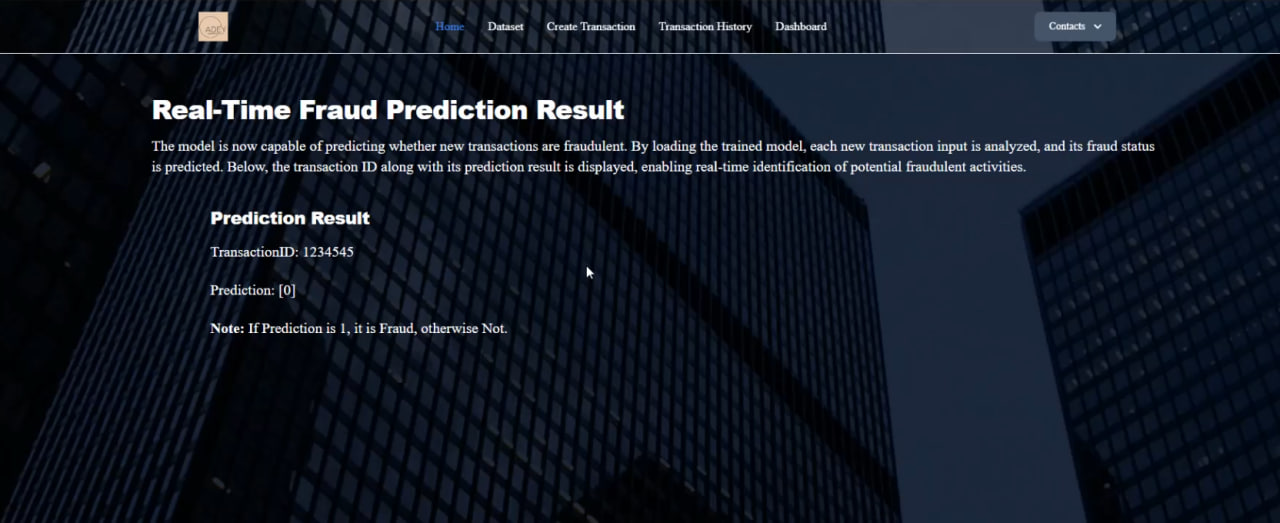 ADEY
Home
Dataset
Create Transaction
Transaction History
Dashboard
Contacts
Real-Time Fraud Prediction Result
The model is now capable of predicting whether new transactions are fraudulent. By loading the trained model, each new transaction input is analyzed, and its fraud status
is predicted. Below, the transaction ID along with its prediction result is displayed, enabling real-time identification of potential fraudulent activities.
Prediction Result
TransactionID: 1234545
Prediction: [0]
Note: If Prediction is 1, it is Fraud, otherwise Not.